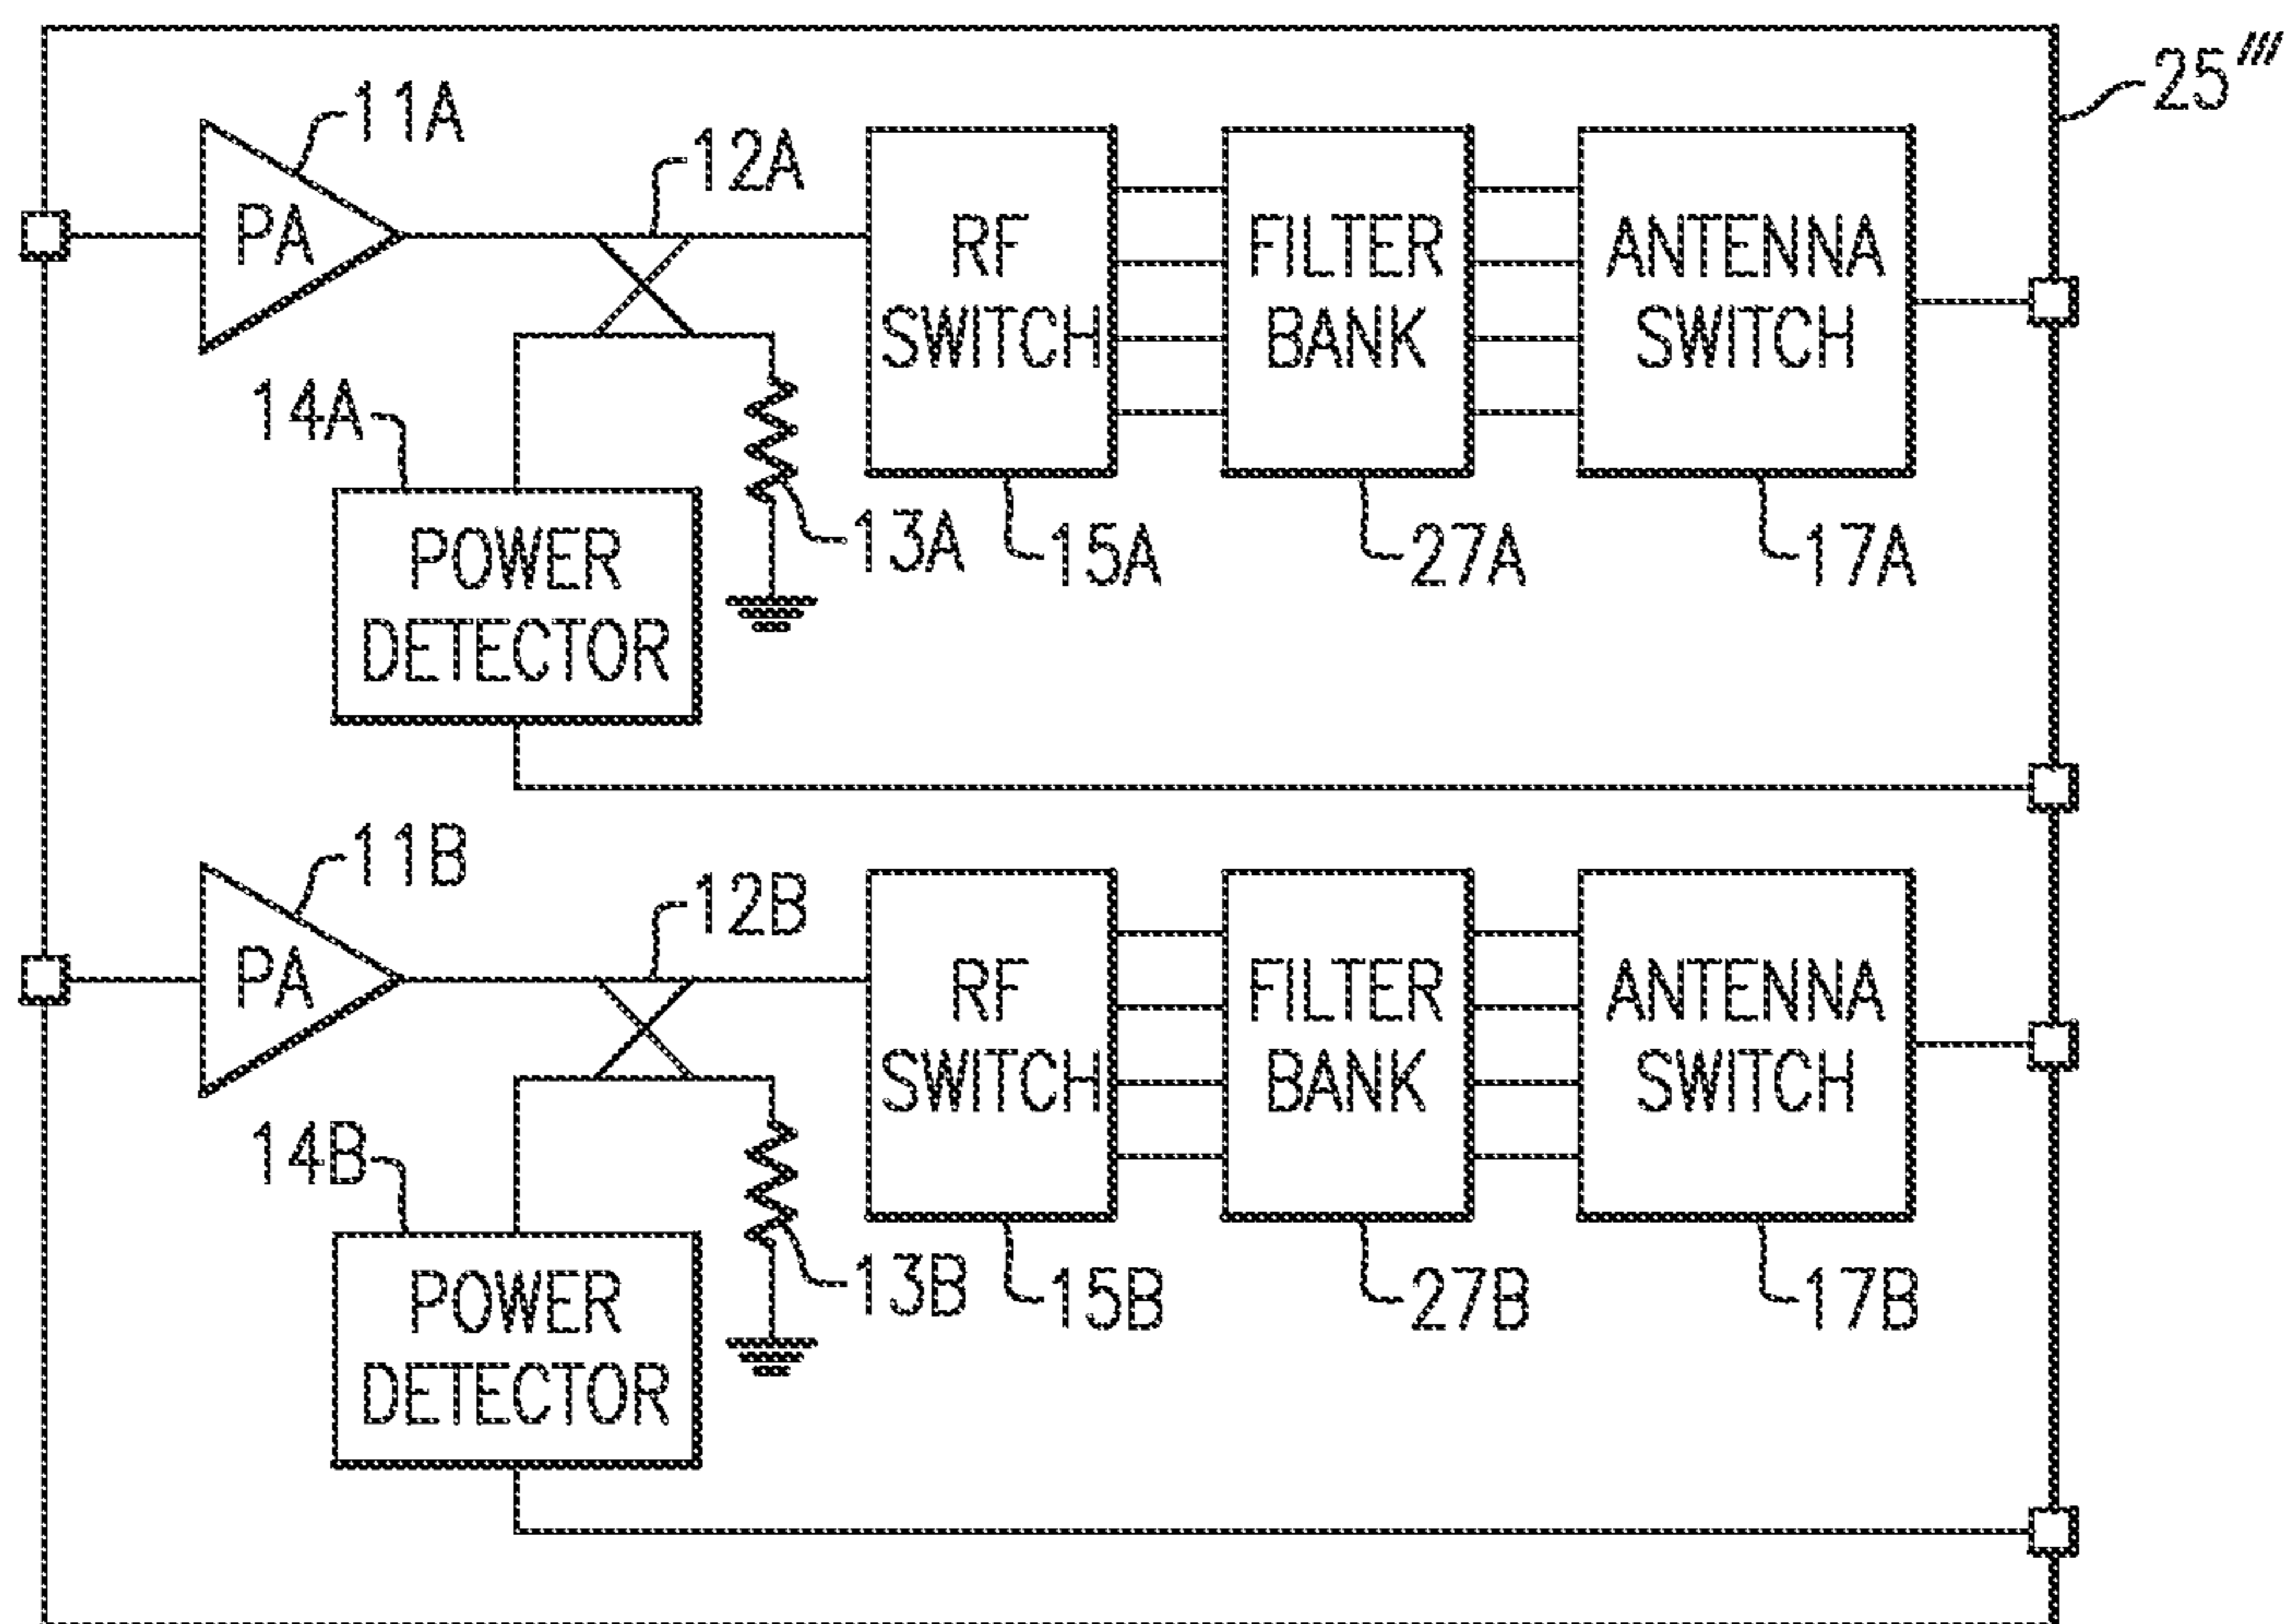 25'''
11A
12A
PA
RF
SWITCH
FILTER
BANK
ANTENNA
SWITCH
14A
13A
15A
27A
17A
POWER
DETECTOR
11B
12B
PA
RF
SWITCH
FILTER
BANK
ANTENNA
SWITCH
14B
13B
15B
27B
17B
POWER
DETECTOR